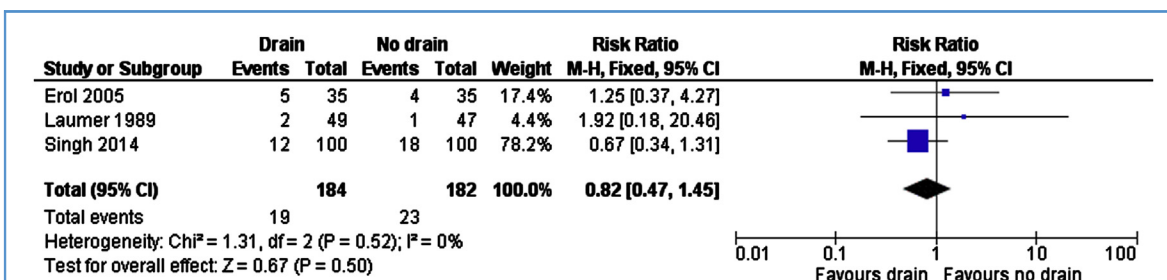 Drain No drain Risk Ratio Risk Ratio
Study or Subgroup Events Total Events Total Weight M-H, Fixed, 95% CI M-H, Fixed, 95% CI
Erol 2005 5 35 4 35 17.4% 1.25 [0.37, 4.27]
Laumer 1989 2 49 1 47 4.4% 1.92 [0.18, 20.46]
Singh 2014 12 100 18 100 78.2% 0.67 [0.34, 1.31]
Total (95% CI) 184 182 100.0% 0.82 [0.47, 1.45]
Total events 19 23
Heterogeneity: Chi² = 1.31, df = 2 (P = 0.52); I² = 0%
Test for overall effect: Z = 0.67 (P = 0.50)
0.01 0.1 1 10 100
Favours drain Favours no drain